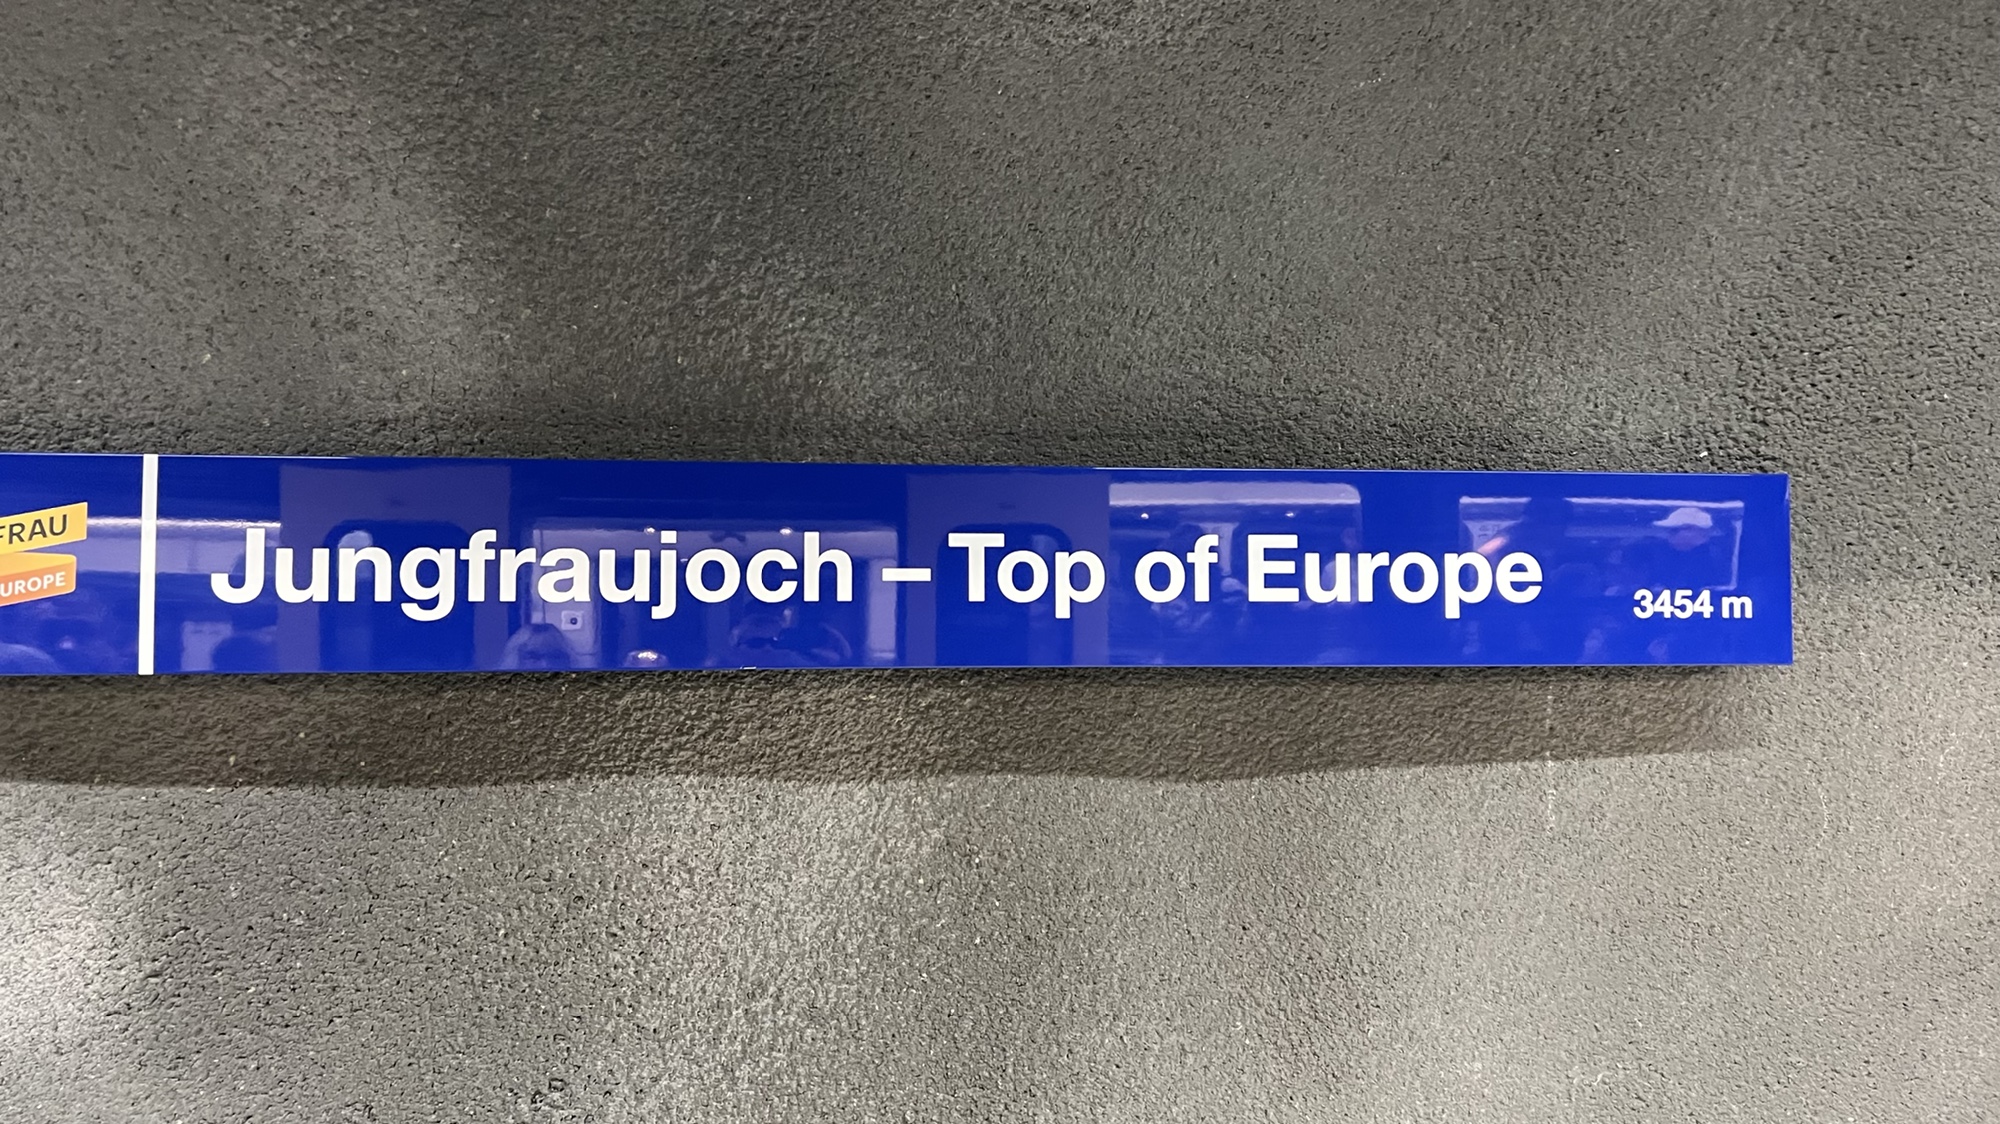 FRAU
UROPE
Jungfraujoch – Top of Europe
3454 m